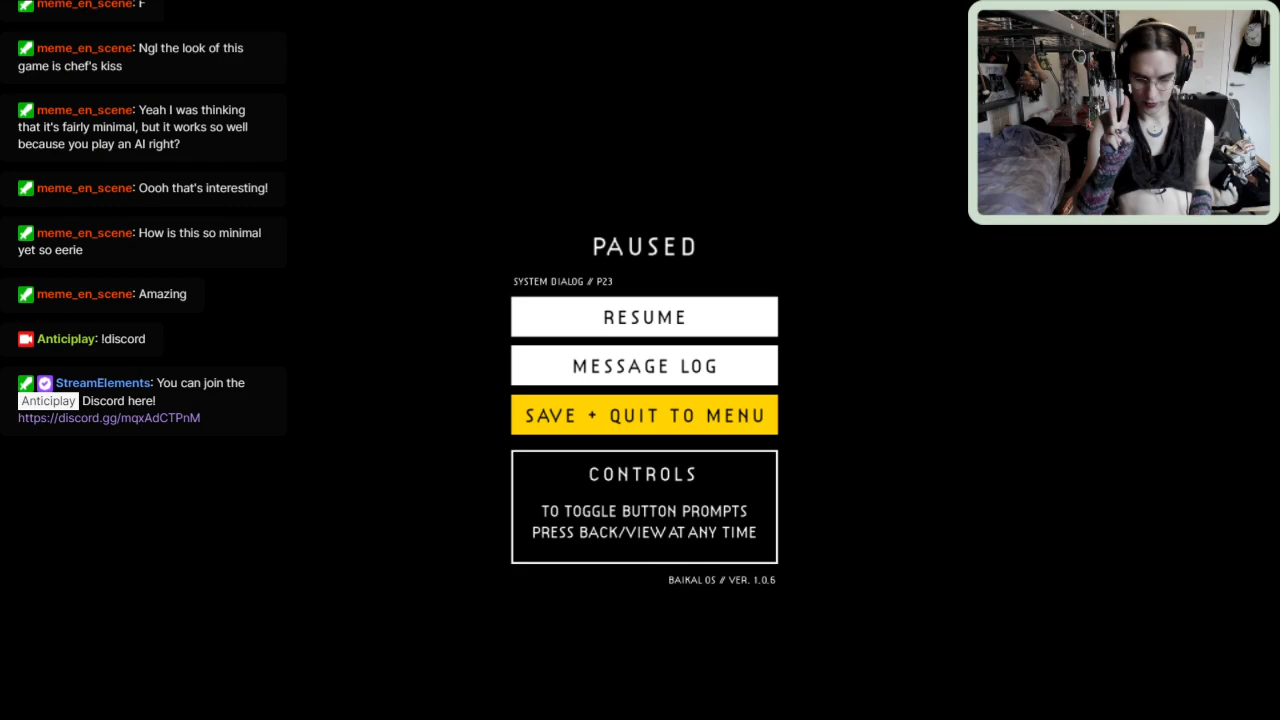 meme_en_scene: F
meme_en_scene: Ngl the look of this
game is chef's kiss
meme_en_scene: Yeah I was thinking
that it's fairly minimal, but it works so well
because you play an AI right?
meme_en_scene: Oooh that's interesting!
meme_en_scene: How is this so minimal
yet so eerie
meme_en_scene: Amazing
Anticiplay: !discord
StreamElements: You can join the
Anticiplay Discord here!
https://discord.gg/mqxAdCTPnM
PAUSED
SYSTEM DIALOG // P23
RESUME
MESSAGE LOG
SAVE + QUIT TO MENU
CONTROLS
TO TOGGLE BUTTON PROMPTS
PRESS BACK/VIEW AT ANY TIME
BAIKAL OS // VER. 1.0.6